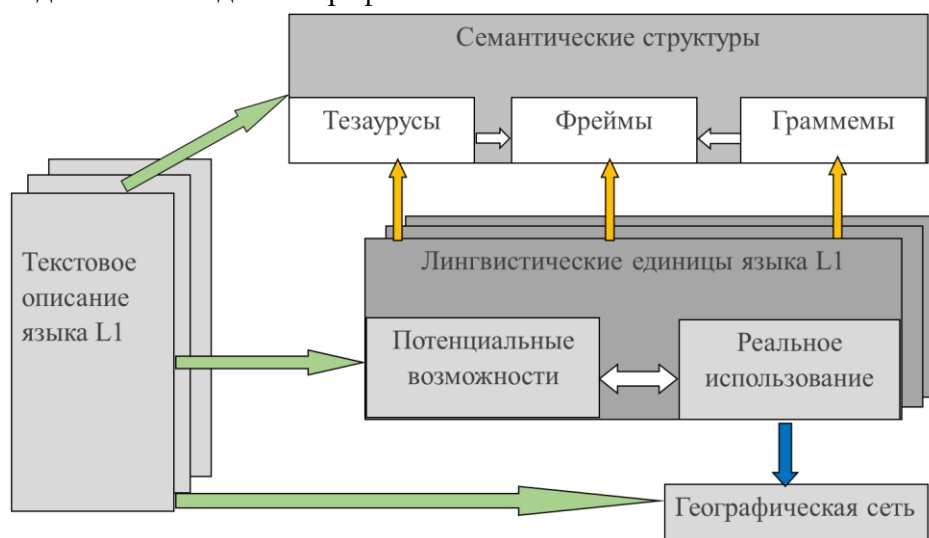 Семантические структуры
Тезаурусы
Фреймы
Граммемы
Текстовое
описание
языка L1
Лингвистические единицы языка L1
Потенциальные
возможности
Реальное
использование
Географическая сеть